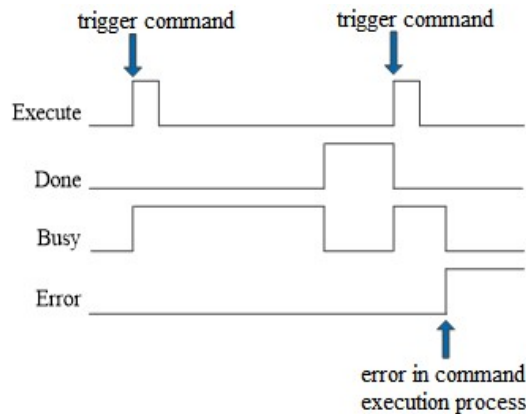 trigger command
trigger command
Execute
Done
Busy
Error
error in command
execution process